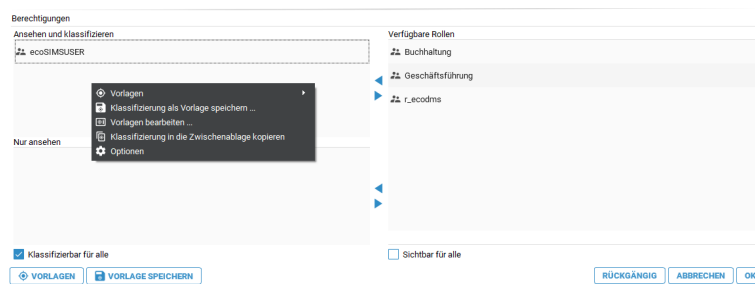 Berechtigungen
Ansehen und klassifizieren
Verfügbare Rollen
ecoSIMSUSER
Buchhaltung
Geschäftsführung
r_ecodms
Vorlagen
Klassifizierung als Vorlage speichern ...
Vorlagen bearbeiten ...
Klassifizierung in die Zwischenablage kopieren
Optionen
Nur ansehen
Klassifizierbar für alle
Sichtbar für alle
VORLAGEN
VORLAGE SPEICHERN
RÜCKGÄNGIG
ABBRECHEN
OK